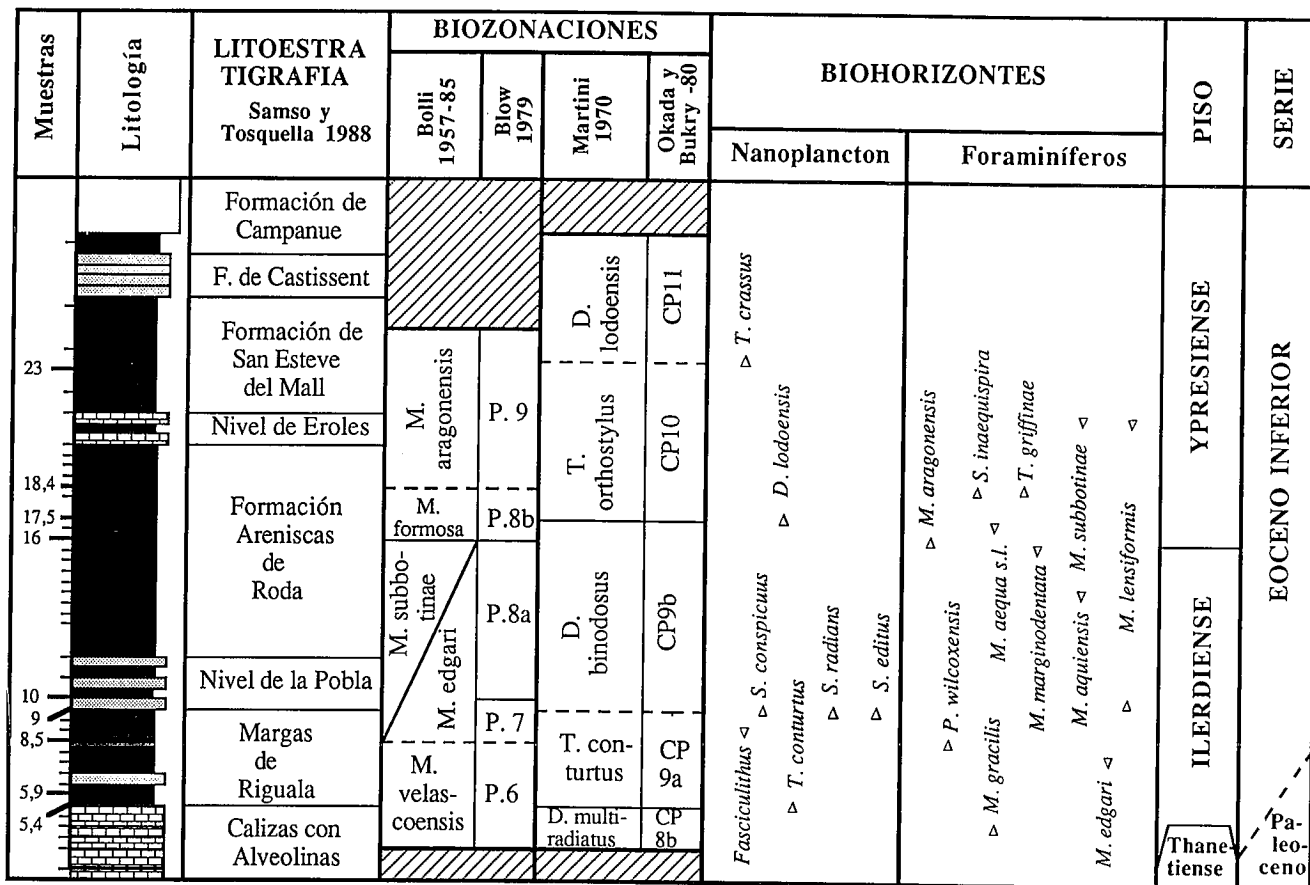 Muestras
Litología
LITOESTRA
TIGRAFIA
Samso y
Tosquella 1988
BIOZONACIONES
Bolli
1957-85
Blow
1979
Martini
1970
Okada y
Bukry -80
BIOHORIZONTES
Nanoplancton
Foraminíferos
PISO
SERIE
23
18,4
17,5
16
10
9
8,5
5,9
5,4
Formación de
Campanue
F. de Castissent
Formación de
San Esteve
del Mall
Nivel de Eroles
Formación
Areniscas
de
Roda
Nivel de la Pobla
Margas
de
Riguala
Calizas con
Alveolinas
M.
aragonensis
M.
formosa
M. subbo-
tinae
M. edgari
M.
velas-
coensis
P. 9
P.8b
P.8a
P. 7
P.6
D.
lodoensis
T.
orthostylus
D.
binodosus
T. con-
turtus
D. multi-
radiatus
CP11
CP10
CP9b
CP
9a
CP
8b
▷ T. crassus
▷ D. lodoensis
Fasciculithus ◁
▷ S. conspicuus
▷ T. conturtus
▷ S. radians
▷ S. editus
▷ M. aragonensis
▷ P. wilcoxensis
▷ S. inaequispira
M. aequa s.l. ◁
▷ M. gracilis
▷ T. griffinae
M. marginodentata ◁
M. subbotinae ◁
M. aquiensis ◁
M. edgari ◁
▷ M. lensiformis ◁
YPRESIENSE
ILERDIENSE
Thane-
tiense
EOCENO INFERIOR
Pa-
leo-
ceno